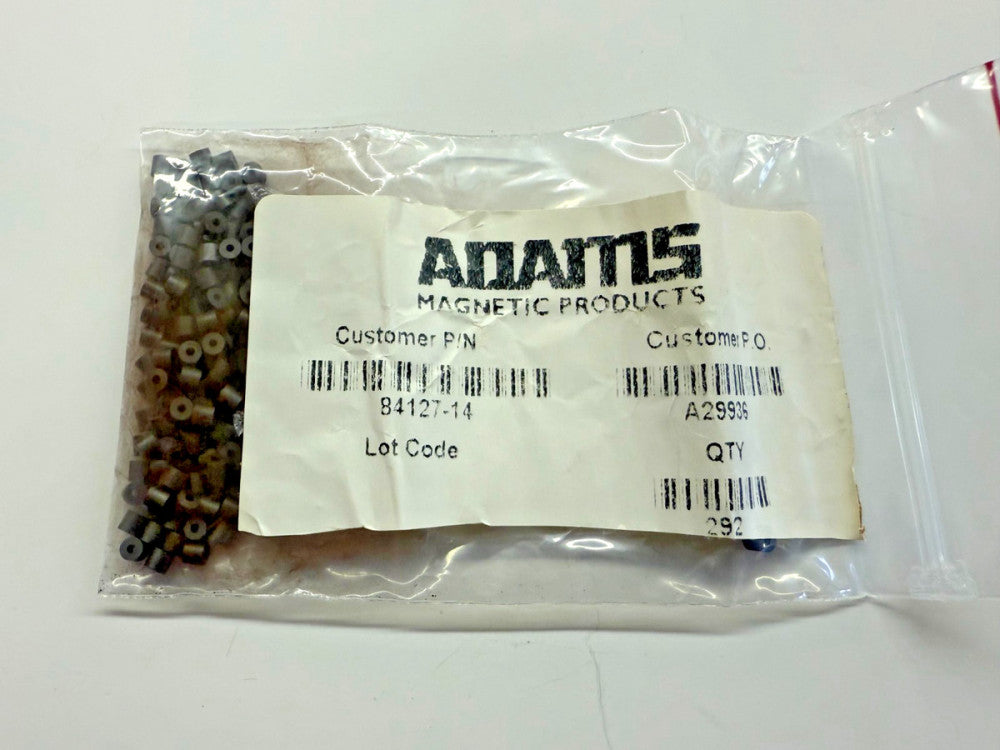 ADAMS
MAGNETIC PRODUCTS
Customer P/N
Customer P.O.
84127-14
A29936
Lot Code
QTY
292